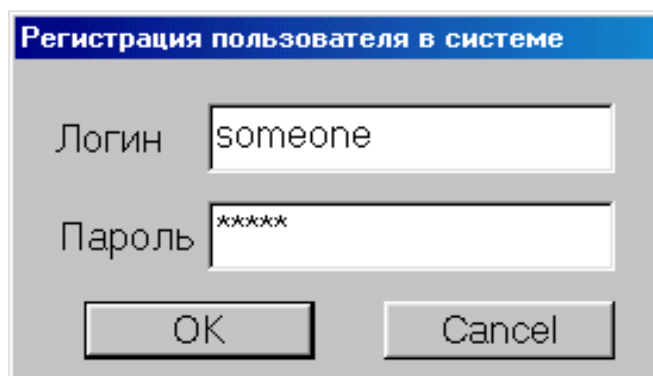 Регистрация пользователя в системе
Логин someone
Пароль *****
OK Cancel